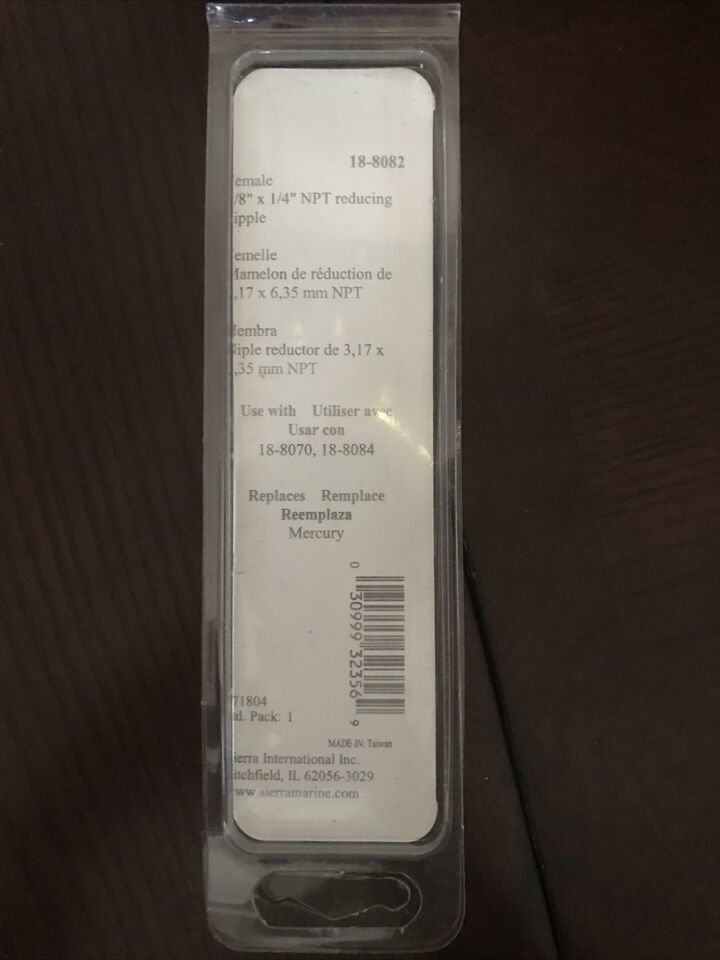 18-8082
emale
/8" x 1/4" NPT reducing
ipple
emelle
Mamelon de réduction de
,17 x 6,35 mm NPT
embra
Niple reductor de 3,17 x
,35 mm NPT
Use with Utiliser avec
Usar con
18-8070, 18-8084
Replaces Remplace
Reemplaza
Mercury
0 30999 32356 9
71804
td. Pack: 1
MADE IN: Taiwan
ierra International Inc.
itchfield, IL 62056-3029
ww.sierramarine.com